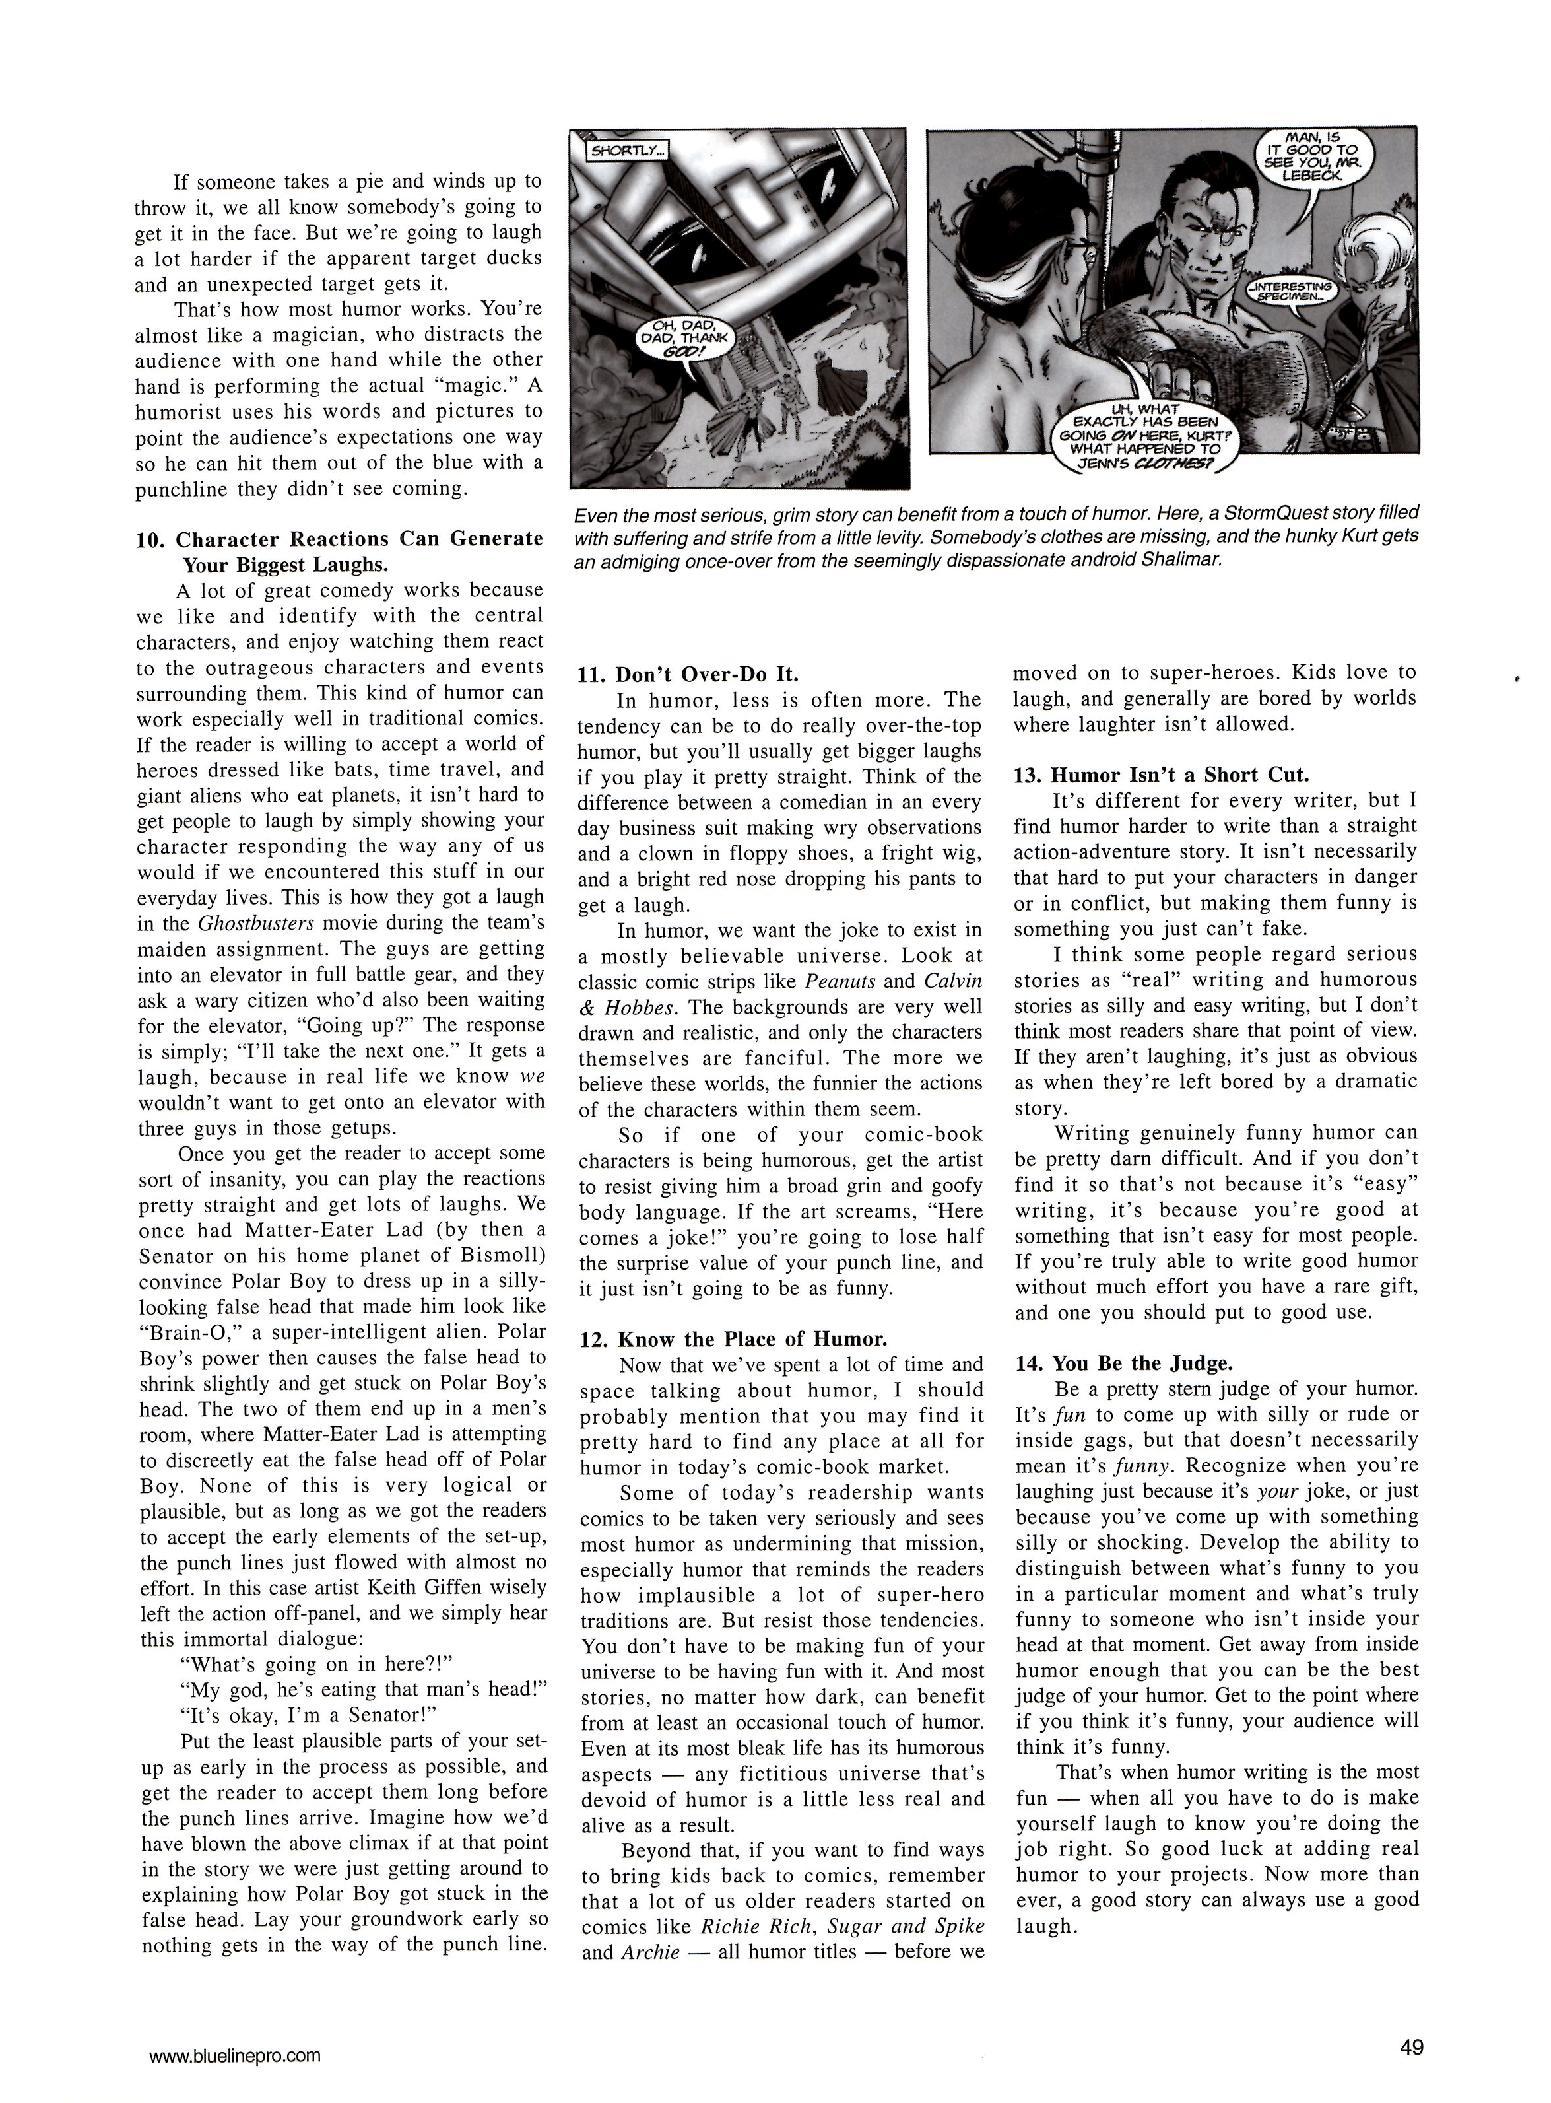 If someone takes a pie and winds up to
throw it, we all know somebody's going to
get it in the face. But we're going to laugh
a lot harder if the apparent target ducks
and an unexpected target gets it.
That's how most humor works. You're
almost like a magician, who distracts the
audience with one hand while the other
hand is performing the actual "magic." A
humorist uses his words and pictures to
point the audience's expectations one way
so he can hit them out of the blue with a
punchline they didn't see coming.
10. Character Reactions Can Generate
Your Biggest Laughs.
A lot of great comedy works because
we like and identify with the central
characters, and enjoy watching them react
to the outrageous characters and events
surrounding them. This kind of humor can
work especially well in traditional comics.
If the reader is willing to accept a world of
heroes dressed like bats, time travel, and
giant aliens who eat planets, it isn't hard to
get people to laugh by simply showing your
character responding the way any of us
would if we encountered this stuff in our
everyday lives. This is how they got a laugh
in the Ghostbusters movie during the team's
maiden assignment. The guys are getting
into an elevator in full battle gear, and they
ask a wary citizen who'd also been waiting
for the elevator, "Going up?" The response
is simply; "I'll take the next one." It gets a
laugh, because in real life we know we
wouldn't want to get onto an elevator with
three guys in those getups.
Once you get the reader to accept some
sort of insanity, you can play the reactions
pretty straight and get lots of laughs. We
once had Matter-Eater Lad (by then a
Senator on his home planet of Bismoll)
convince Polar Boy to dress up in a silly-
looking false head that made him look like
"Brain-O," a super-intelligent alien. Polar
Boy's power then causes the false head to
shrink slightly and get stuck on Polar Boy's
head. The two of them end up in a men's
room, where Matter-Eater Lad is attempting
to discreetly eat the false head off of Polar
Boy. None of this is very logical or
plausible, but as long as we got the readers
to accept the early elements of the set-up,
the punch lines just flowed with almost no
effort. In this case artist Keith Giffen wisely
left the action off-panel, and we simply hear
this immortal dialogue:
"What's going on in here?!"
"My god, he's eating that man's head!"
"It's okay, I'm a Senator!"
Put the least plausible parts of your set-
up as early in the process as possible, and
get the reader to accept them long before
the punch lines arrive. Imagine how we'd
have blown the above climax if at that point
in the story we were just getting around to
explaining how Polar Boy got stuck in the
false head. Lay your groundwork early so
nothing gets in the way of the punch line.
SHORTLY...
OH, DAD,
DAD, THANK
GOD!
MAN, IS
IT GOOD TO
SEE YOU, MR.
LEBECK.
...INTERESTING
SPECIMEN...
UH, WHAT
EXACTLY HAS BEEN
GOING ON HERE, KURT?
WHAT HAPPENED TO
JENN'S CLOTHES?
Even the most serious, grim story can benefit from a touch of humor. Here, a StormQuest story filled
with suffering and strife from a little levity. Somebody's clothes are missing, and the hunky Kurt gets
an admiging once-over from the seemingly dispassionate android Shalimar.
11. Don't Over-Do It.
In humor, less is often more. The
tendency can be to do really over-the-top
humor, but you'll usually get bigger laughs
if you play it pretty straight. Think of the
difference between a comedian in an every
day business suit making wry observations
and a clown in floppy shoes, a fright wig,
and a bright red nose dropping his pants to
get a laugh.
In humor, we want the joke to exist in
a mostly believable universe. Look at
classic comic strips like Peanuts and Calvin
& Hobbes. The backgrounds are very well
drawn and realistic, and only the characters
themselves are fanciful. The more we
believe these worlds, the funnier the actions
of the characters within them seem.
So if one of your comic-book
characters is being humorous, get the artist
to resist giving him a broad grin and goofy
body language. If the art screams, "Here
comes a joke!" you're going to lose half
the surprise value of your punch line, and
it just isn't going to be as funny.
12. Know the Place of Humor.
Now that we've spent a lot of time and
space talking about humor, I should
probably mention that you may find it
pretty hard to find any place at all for
humor in today's comic-book market.
Some of today's readership wants
comics to be taken very seriously and sees
most humor as undermining that mission,
especially humor that reminds the readers
how implausible a lot of super-hero
traditions are. But resist those tendencies.
You don't have to be making fun of your
universe to be having fun with it. And most
stories, no matter how dark, can benefit
from at least an occasional touch of humor.
Even at its most bleak life has its humorous
aspects — any fictitious universe that's
devoid of humor is a little less real and
alive as a result.
Beyond that, if you want to find ways
to bring kids back to comics, remember
that a lot of us older readers started on
comics like Richie Rich, Sugar and Spike
and Archie — all humor titles — before we
moved on to super-heroes. Kids love to
laugh, and generally are bored by worlds
where laughter isn't allowed.
13. Humor Isn't a Short Cut.
It's different for every writer, but I
find humor harder to write than a straight
action-adventure story. It isn't necessarily
that hard to put your characters in danger
or in conflict, but making them funny is
something you just can't fake.
I think some people regard serious
stories as "real" writing and humorous
stories as silly and easy writing, but I don't
think most readers share that point of view.
If they aren't laughing, it's just as obvious
as when they're left bored by a dramatic
story.
Writing genuinely funny humor can
be pretty darn difficult. And if you don't
find it so that's not because it's "easy"
writing, it's because you're good at
something that isn't easy for most people.
If you're truly able to write good humor
without much effort you have a rare gift,
and one you should put to good use.
14. You Be the Judge.
Be a pretty stern judge of your humor.
It's fun to come up with silly or rude or
inside gags, but that doesn't necessarily
mean it's funny. Recognize when you're
laughing just because it's your joke, or just
because you've come up with something
silly or shocking. Develop the ability to
distinguish between what's funny to you
in a particular moment and what's truly
funny to someone who isn't inside your
head at that moment. Get away from inside
humor enough that you can be the best
judge of your humor. Get to the point where
if you think it's funny, your audience will
think it's funny.
That's when humor writing is the most
fun — when all you have to do is make
yourself laugh to know you're doing the
job right. So good luck at adding real
humor to your projects. Now more than
ever, a good story can always use a good
laugh.
www.bluelinepro.com
49